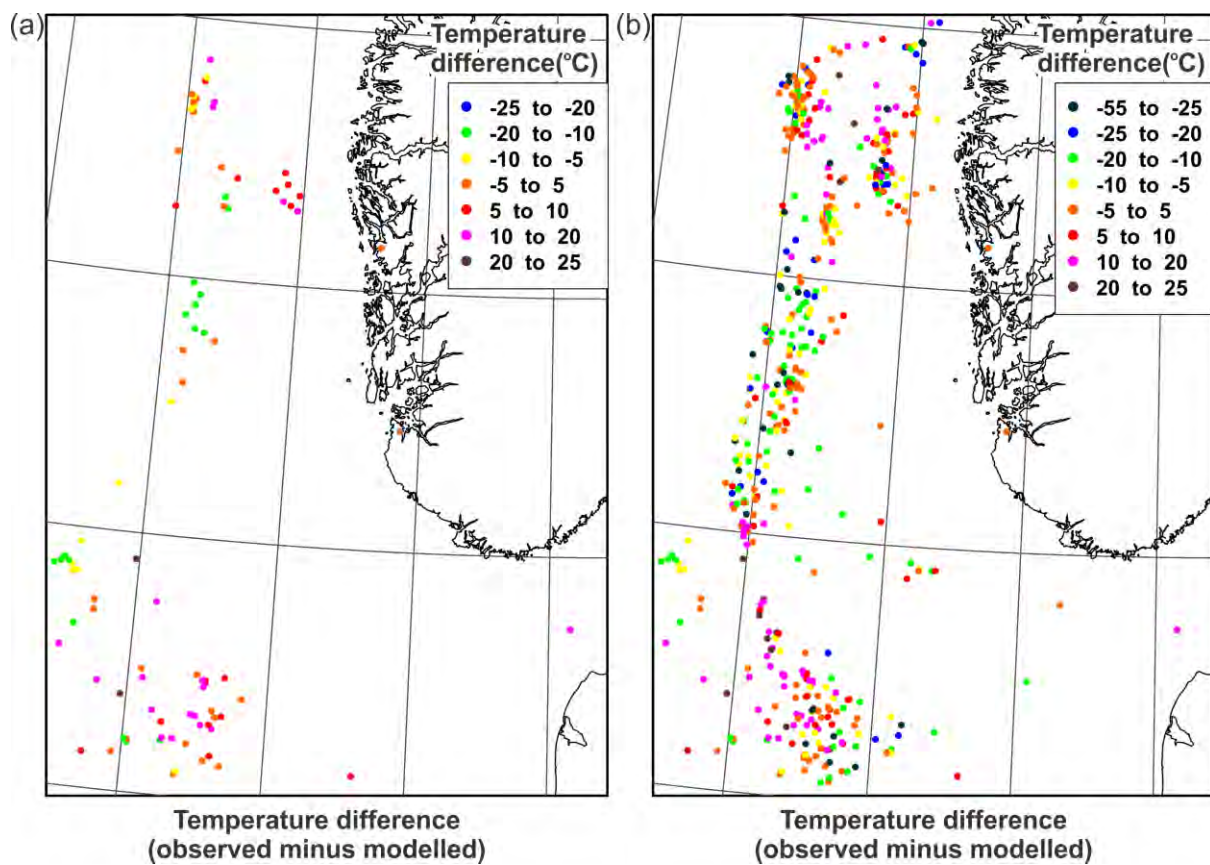 (a)
Temperature
difference(°C)
-25 to -20
-20 to -10
-10 to -5
-5 to 5
5 to 10
10 to 20
20 to 25
Temperature difference
(observed minus modelled)
(b)
Temperature
difference(°C)
-55 to -25
-25 to -20
-20 to -10
-10 to -5
-5 to 5
5 to 10
10 to 20
20 to 25
Temperature difference
(observed minus modelled)